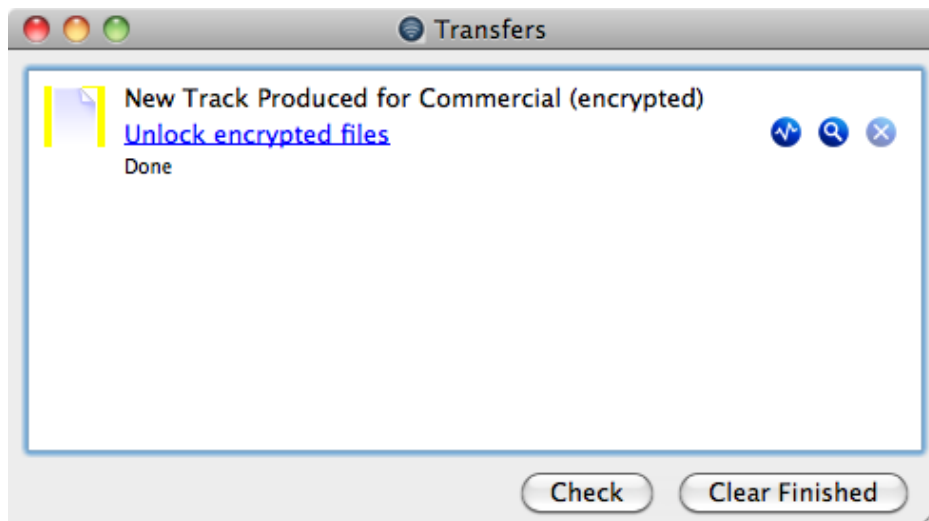 Transfers
New Track Produced for Commercial (encrypted)
Unlock encrypted files
Done
Check
Clear Finished